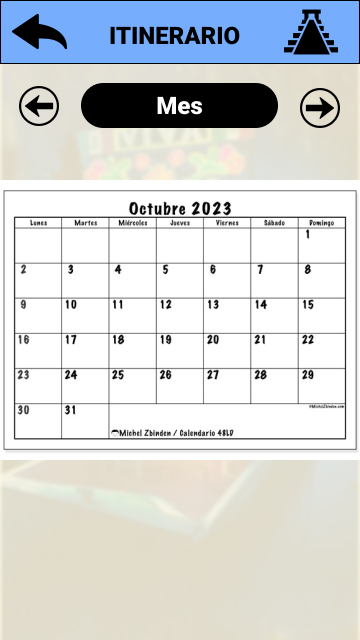 ITINERARIO
Mes
Octubre 2023
Lunes Martes Miércoles Jueves Viernes Sábado Domingo
1
2 3 4 5 6 7 8
9 10 11 12 13 14 15
16 17 18 19 20 21 22
23 24 25 26 27 28 29
30 31
©MichelZbinden.com
Michel Zbinden / Calendario 48LD